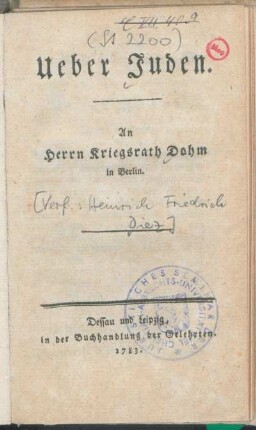 (St 2200)
Ueber Juden.
An
Herrn Kriegsrath Dohm
in Berlin.
[Verf.: Heinrich Friedrich
Diez]
Dessau und Leipzig,
in der Buchhandlung der Gelehrten.
1783.